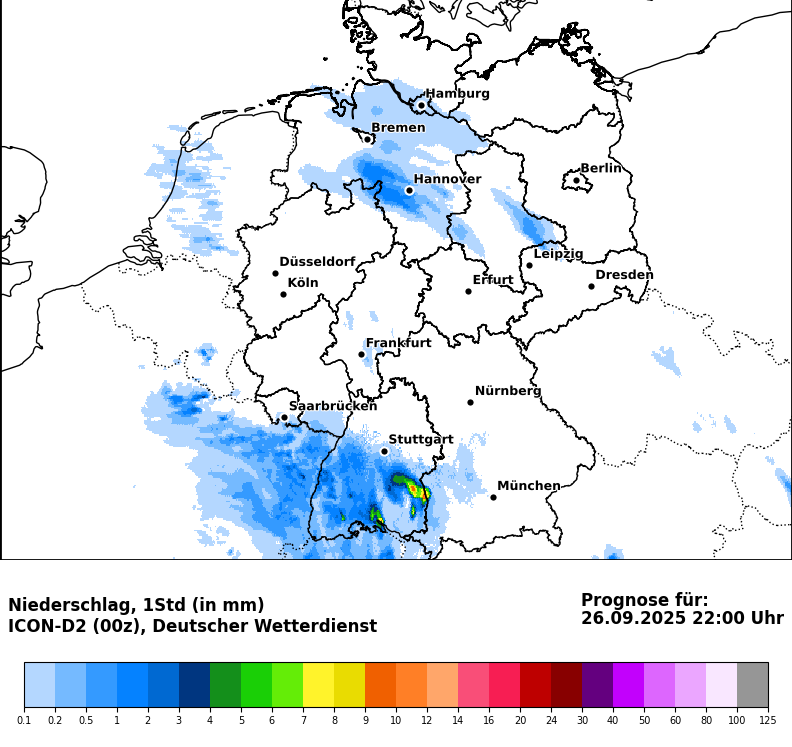 Hamburg
Bremen
Berlin
Hannover
Leipzig
Düsseldorf
Dresden
Köln
Erfurt
Frankfurt
Nürnberg
Saarbrücken
Stuttgart
München
Niederschlag, 1Std (in mm)
ICON-D2 (00z), Deutscher Wetterdienst
Prognose für:
26.09.2025 22:00 Uhr
0.1 0.2 0.5 1 2 3 4 5 6 7 8 9 10 12 14 16 20 24 30 40 50 60 80 100 125